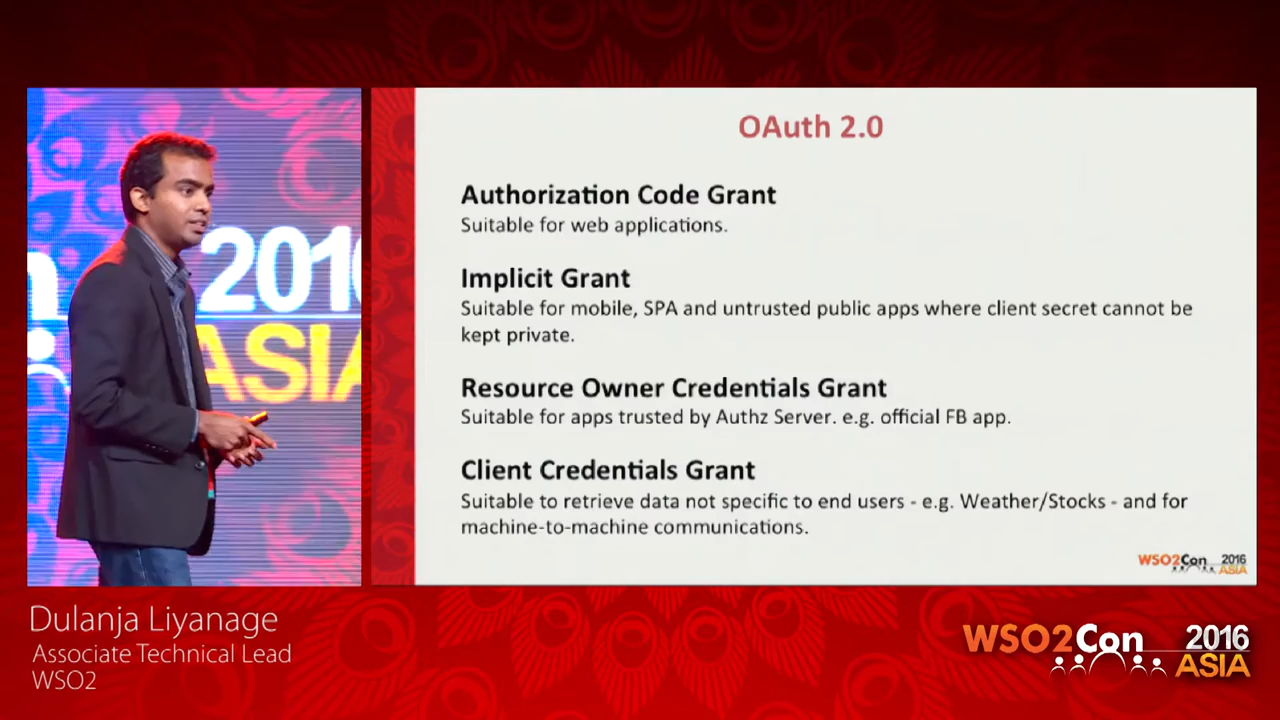 OAuth 2.0
Authorization Code Grant
Suitable for web applications.
Implicit Grant
Suitable for mobile, SPA and untrusted public apps where client secret cannot be
kept private.
Resource Owner Credentials Grant
Suitable for apps trusted by Authz Server. e.g. official FB app.
Client Credentials Grant
Suitable to retrieve data not specific to end users - e.g. Weather/Stocks - and for
machine-to-machine communications.
WSO2Con 2016
ASIA
n 2016
ASIA
Dulanja Liyanage
Associate Technical Lead
WSO2
WSO2Con 2016
ASIA